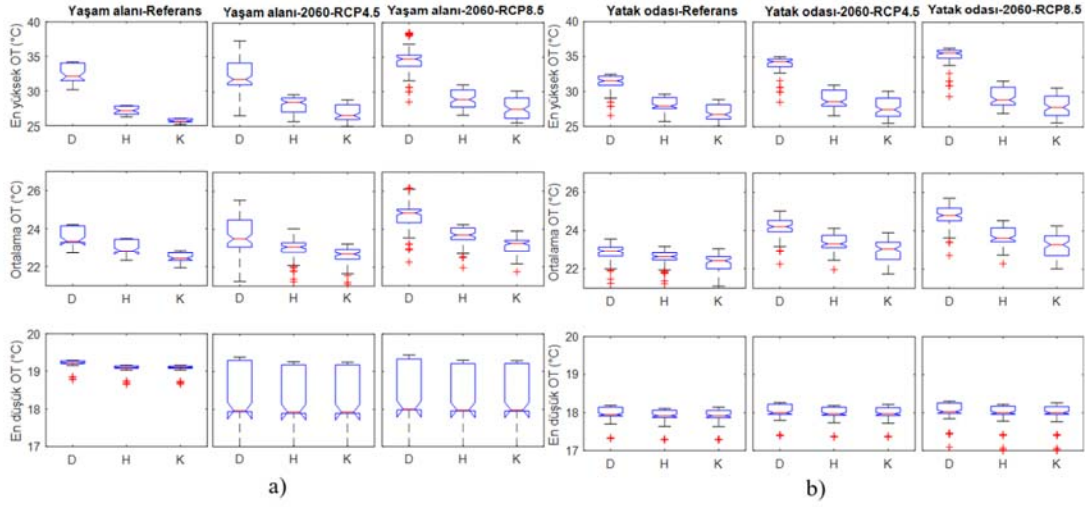 Yaşam alanı-Referans
Yaşam alanı-2060-RCP4.5
Yaşam alanı-2060-RCP8.5
En yüksek OT (°C)
40
35
30
25
D H K
D H K
D H K
Ortalama OT (°C)
26
24
22
D H K
D H K
D H K
En düşük OT (°C)
20
19
18
17
D H K
D H K
D H K
a)
Yatak odası-Referans
Yatak odası-2060-RCP4.5
Yatak odası-2060-RCP8.5
En yüksek OT (°C)
40
35
30
25
D H K
D H K
D H K
Ortalama OT (°C)
26
24
22
D H K
D H K
D H K
En düşük OT (°C)
20
19
18
17
D H K
D H K
D H K
b)